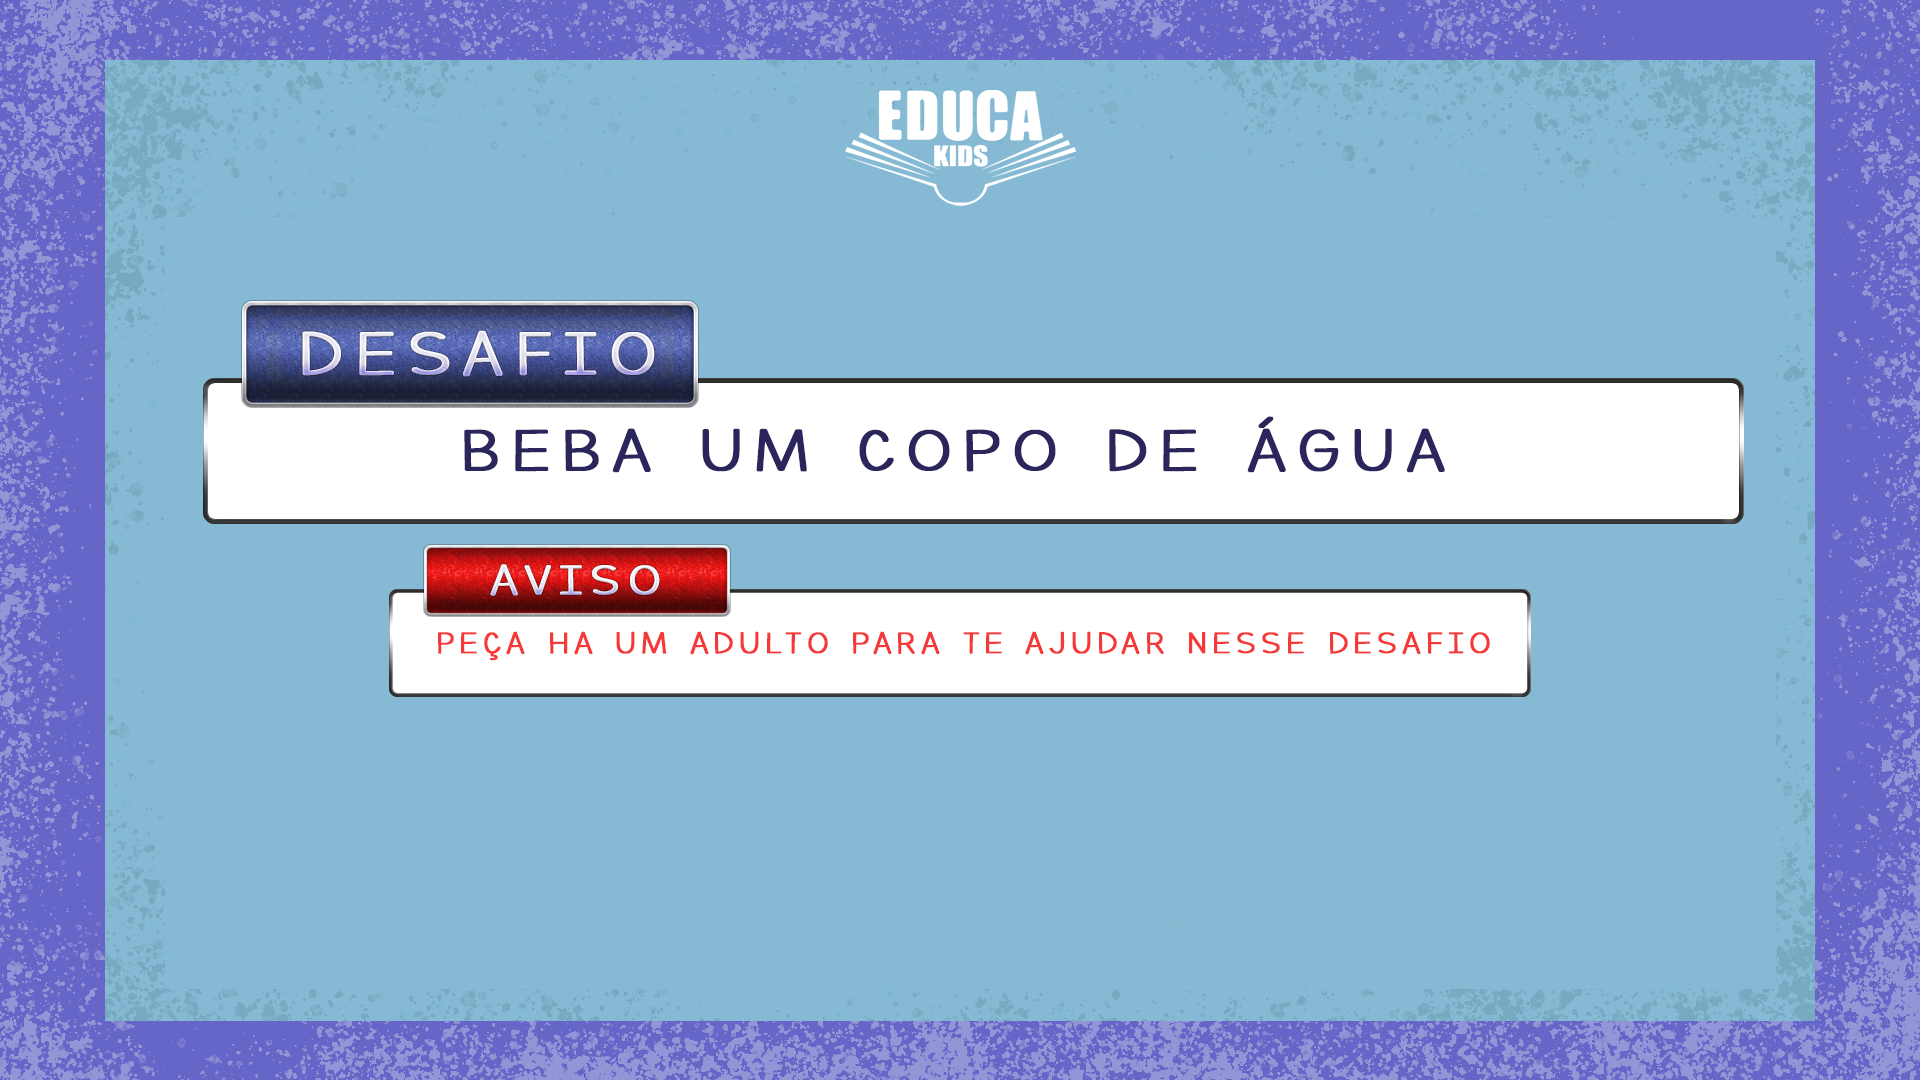 EDUCA
KIDS
DESAFIO
BEBA UM COPO DE ÁGUA
AVISO
PEÇA HA UM ADULTO PARA TE AJUDAR NESSE DESAFIO